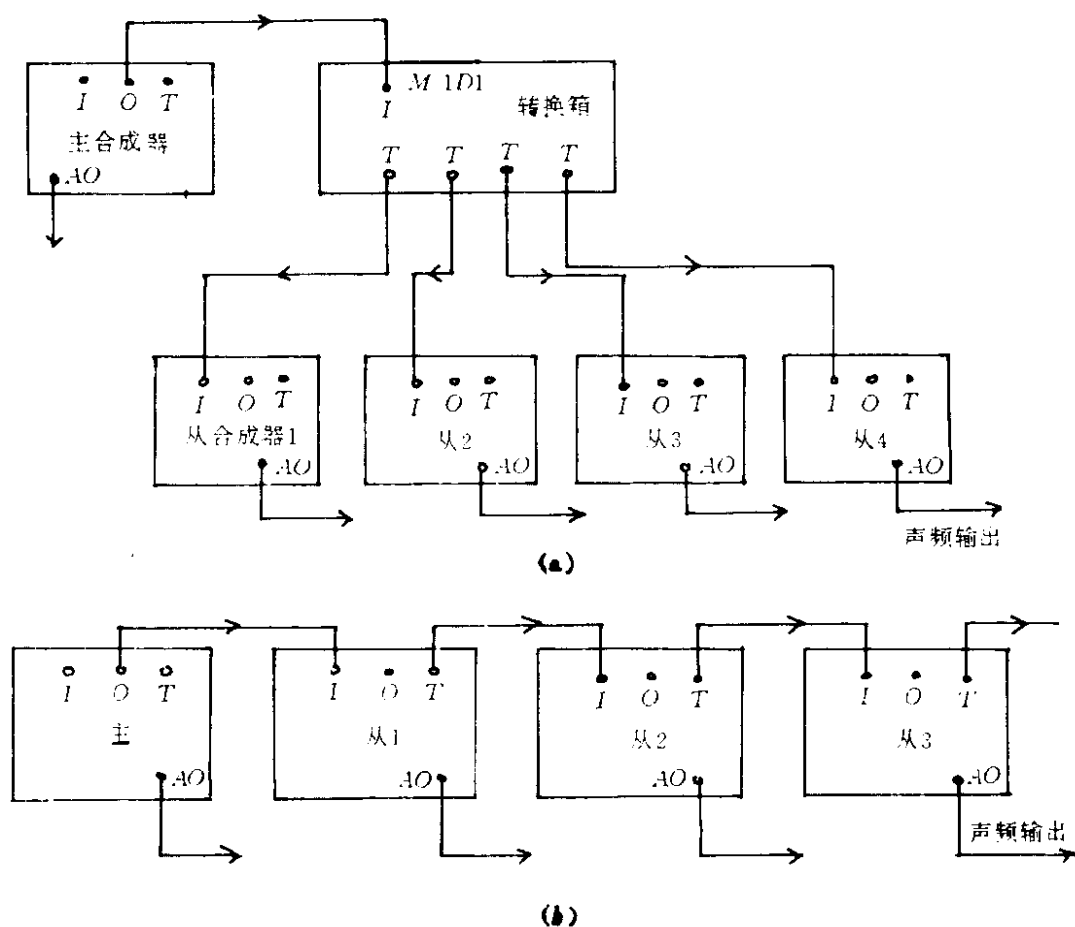 I O T
主合成器
AO
M 1D1
I
转换箱
T T T T
I O T
从合成器1
AO
I O T
从2
AO
I O T
从3
AO
1 O T
从4
AO
声频输出
(a)
I O T
主
AO
I O T
从1
AO
I O T
从2
AO
I O T
从3
AO
声频输出
(b)